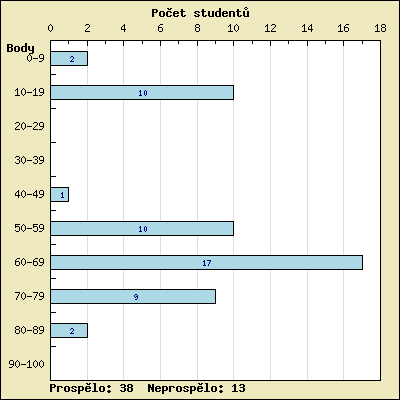 Počet studentů
0 2 4 6 8 10 12 14 16 18
Body
0-9 2
10-19 10
20-29
30-39
40-49 1
50-59 10
60-69 17
70-79 9
80-89 2
90-100
Prospělo: 38 Neprospělo: 13